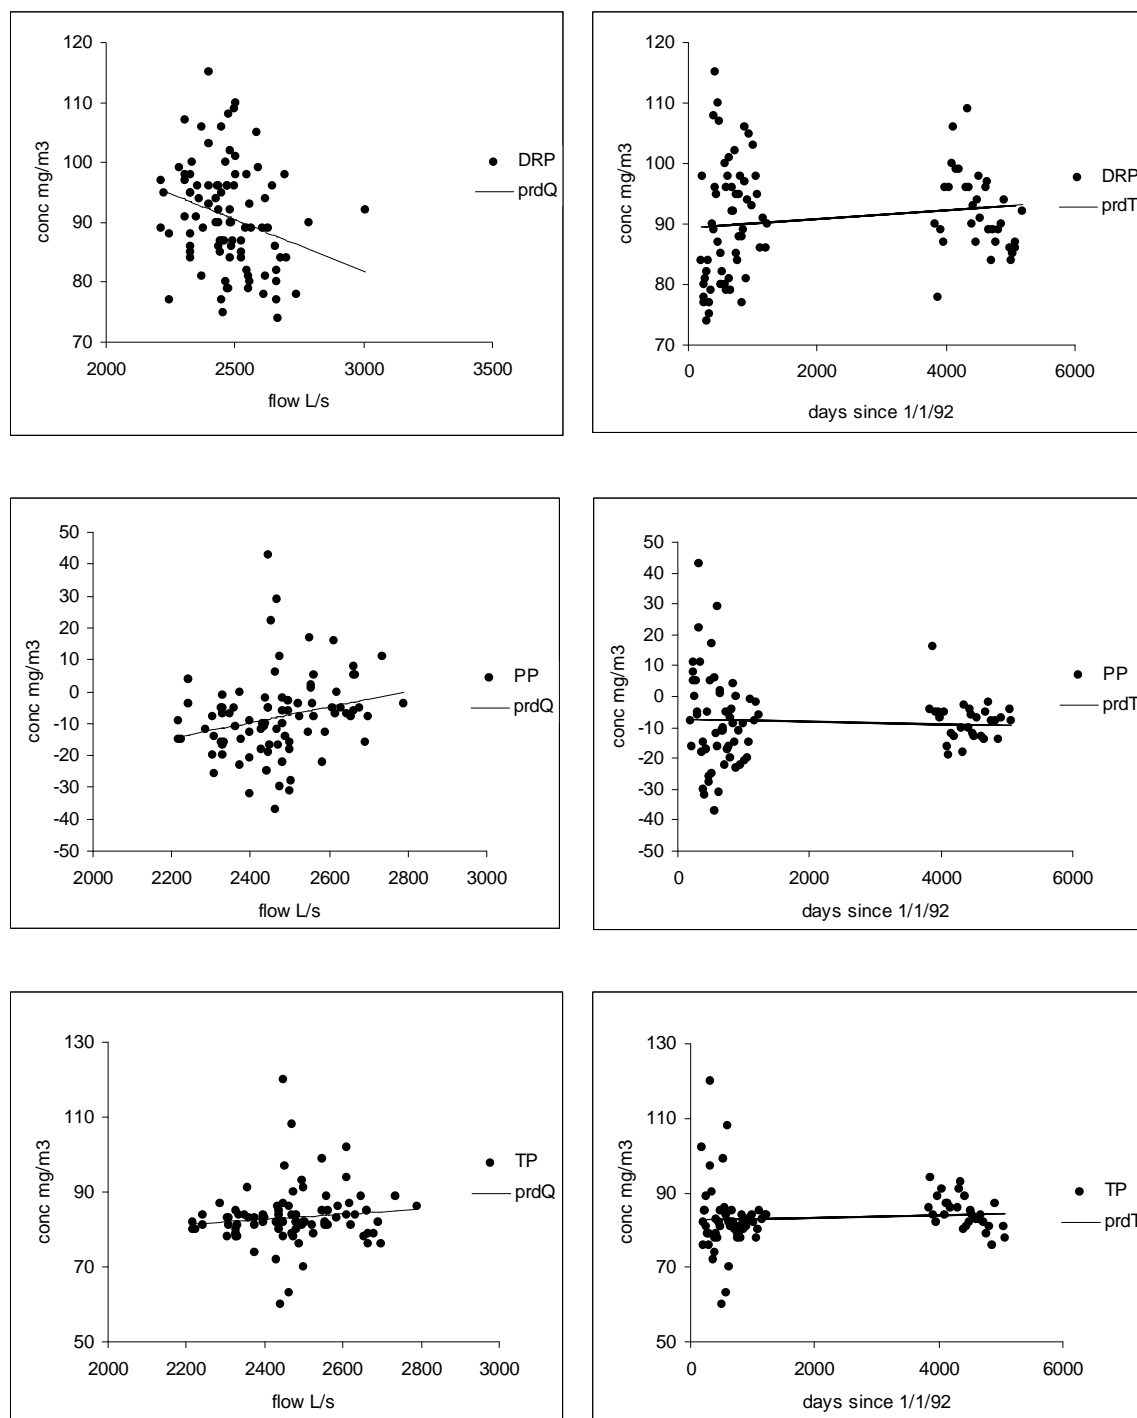 120
110
100
90
80
70
conc mg/m3
2000 2500 3000 3500
flow L/s
DRP
prdQ
120
110
100
90
80
70
conc mg/m3
0 2000 4000 6000
days since 1/1/92
DRP
prdT
50
40
30
20
10
0
-10
-20
-30
-40
-50
conc mg/m3
2000 2200 2400 2600 2800 3000
flow L/s
PP
prdQ
50
40
30
20
10
0
-10
-20
-30
-40
-50
conc mg/m3
0 2000 4000 6000
days since 1/1/92
PP
prdT
130
110
90
70
50
conc mg/m3
2000 2200 2400 2600 2800 3000
flow L/s
TP
prdQ
130
110
90
70
50
conc mg/m3
0 2000 4000 6000
days since 1/1/92
TP
prdT